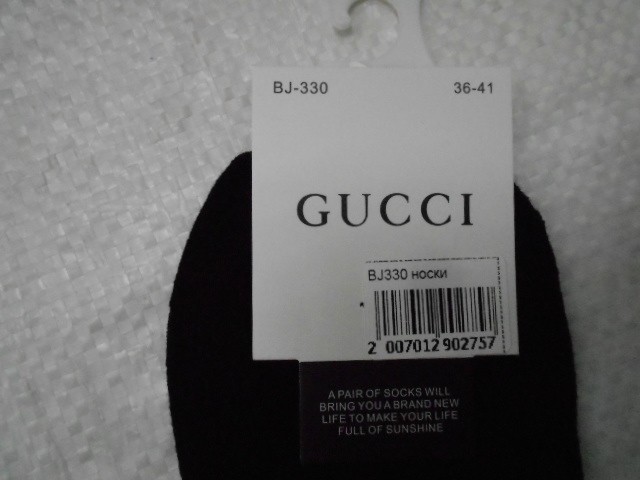 BJ-330 36-41
GUCCI
BJ330 носки
2 007012 902757
A PAIR OF SOCKS WILL
BRING YOU A BRAND NEW
LIFE TO MAKE YOUR LIFE
FULL OF SUNSHINE